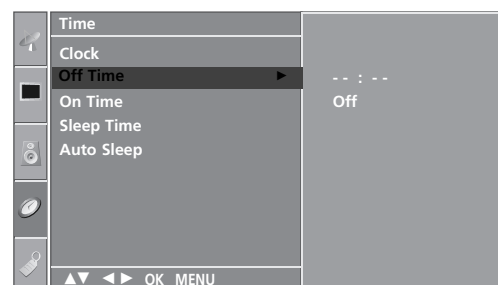 Time
Clock
Off Time ►
- - : - -
On Time
Off
Sleep Time
Auto Sleep
▲▼ ◄► OK MENU